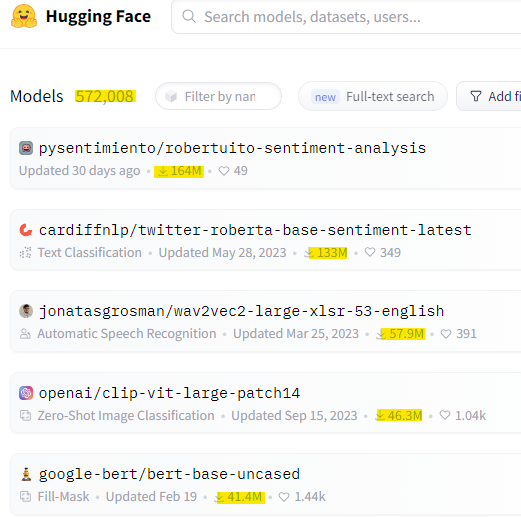 Hugging Face
Search models, datasets, users...
Models 572,008 Filter by nar new Full-text search Add fi
pysentimiento/robertuito-sentiment-analysis
Updated 30 days ago • 164M • 49
cardiffnlp/twitter-roberta-base-sentiment-latest
Text Classification • Updated May 28, 2023 • 133M • 349
jonatasgrosman/wav2vec2-large-xlsr-53-english
Automatic Speech Recognition • Updated Mar 25, 2023 • 57.9M • 391
openai/clip-vit-large-patch14
Zero-Shot Image Classification • Updated Sep 15, 2023 • 46.3M • 1.04k
google-bert/bert-base-uncased
Fill-Mask • Updated Feb 19 • 41.4M • 1.44k